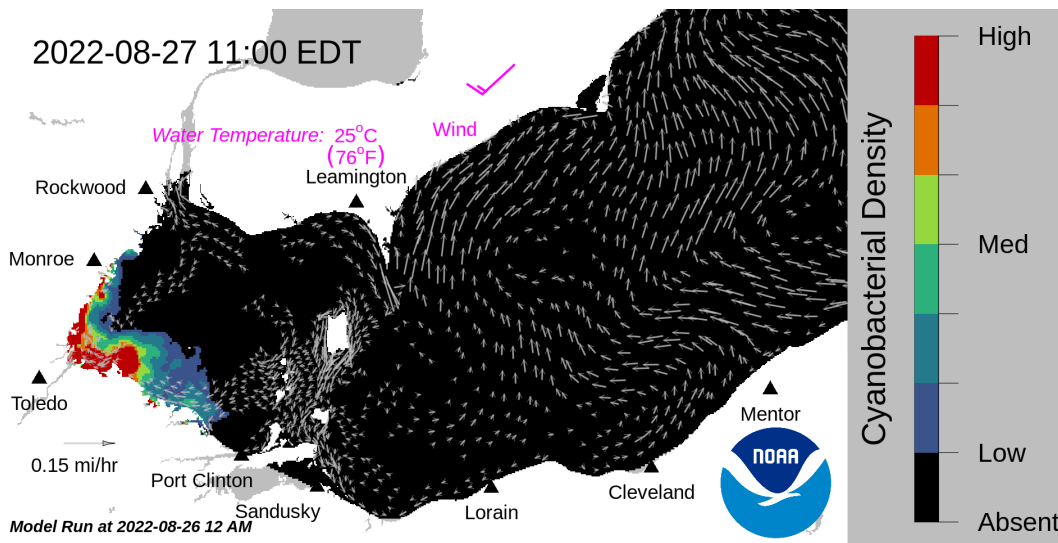 2022-08-27 11:00 EDT
Water Temperature: 25°C
(76°F)
Wind
Leamington
Rockwood
Monroe
Toledo
0.15 mi/hr
Port Clinton
Sandusky
Lorain
Cleveland
Mentor
NOAA
Model Run at 2022-08-26 12 AM
Cyanobacterial Density
High
Med
Low
Absent